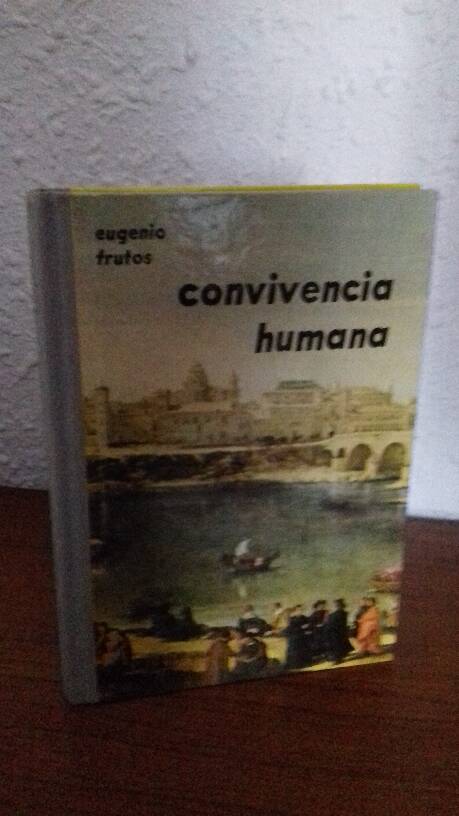 eugenio
frutos
convivencia
humana